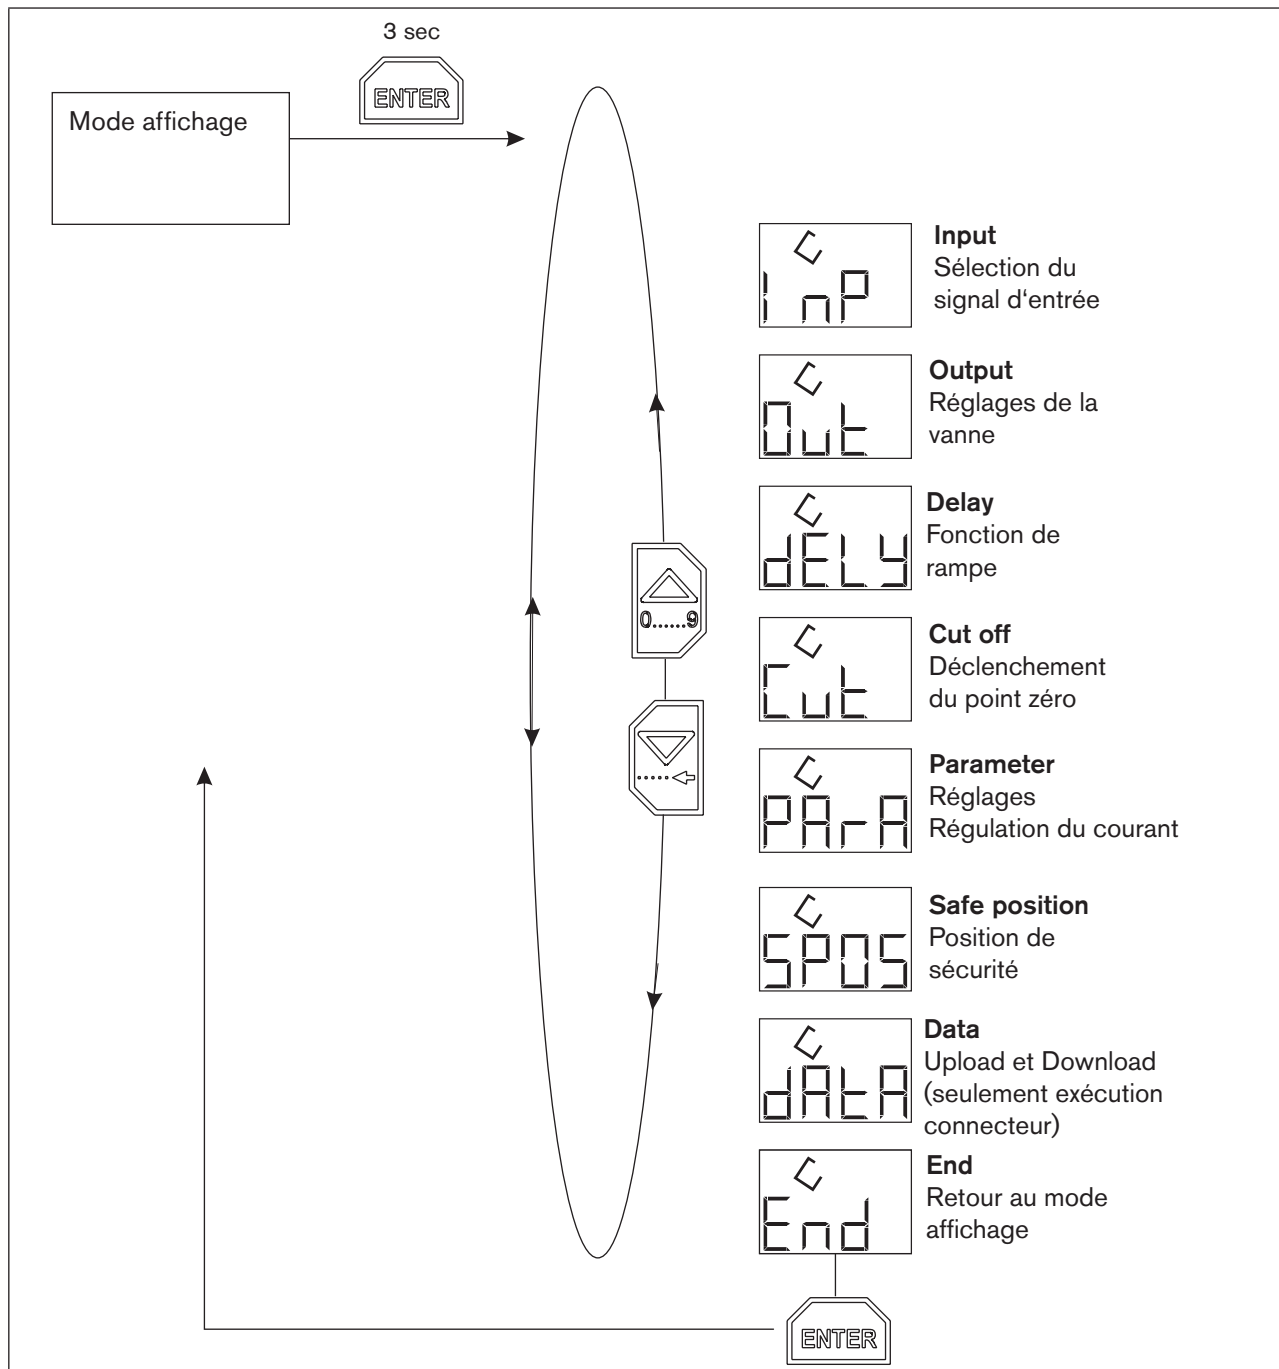 3 sec
ENTER
Mode affichage
InP
Input
Sélection du
signal d‘entrée
Out
Output
Réglages de la
vanne
dELY
Delay
Fonction de
rampe
0......9
Cut
Cut off
Déclenchement
du point zéro
PArA
Parameter
Réglages
Régulation du courant
SPOS
Safe position
Position de
sécurité
dAtA
Data
Upload et Download
(seulement exécution
connecteur)
End
End
Retour au mode
affichage
ENTER